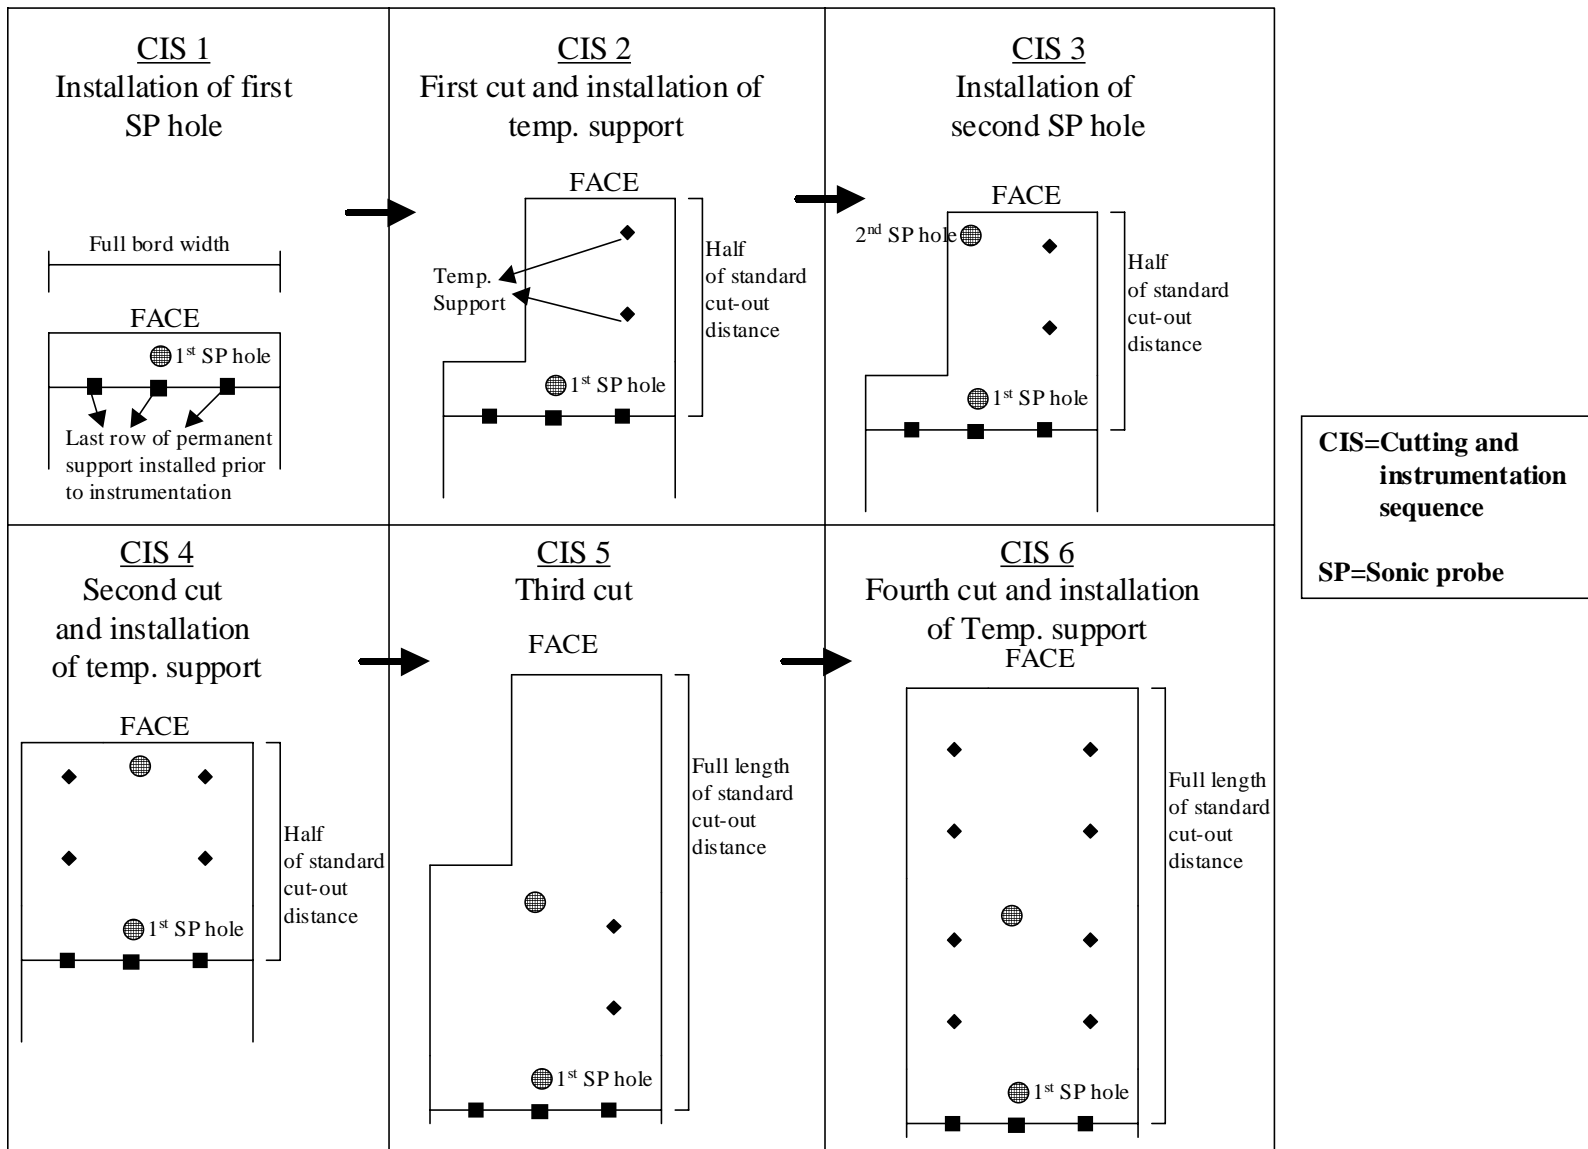 CIS 1
Installation of first
SP hole
Full bord width
FACE
1st SP hole
Last row of permanent
support installed prior
to instrumentation
CIS 2
First cut and installation of
temp. support
FACE
Temp.
Support
Half
of standard
cut-out
distance
1st SP hole
CIS 3
Installation of
second SP hole
FACE
2nd SP hole
Half
of standard
cut-out
distance
1st SP hole
CIS=Cutting and
instrumentation
sequence
SP=Sonic probe
CIS 4
Second cut
and installation
of temp. support
FACE
Half
of standard
cut-out
distance
1st SP hole
CIS 5
Third cut
FACE
Full length
of standard
cut-out
distance
1st SP hole
CIS 6
Fourth cut and installation
of Temp. support
FACE
Full length
of standard
cut-out
distance
1st SP hole